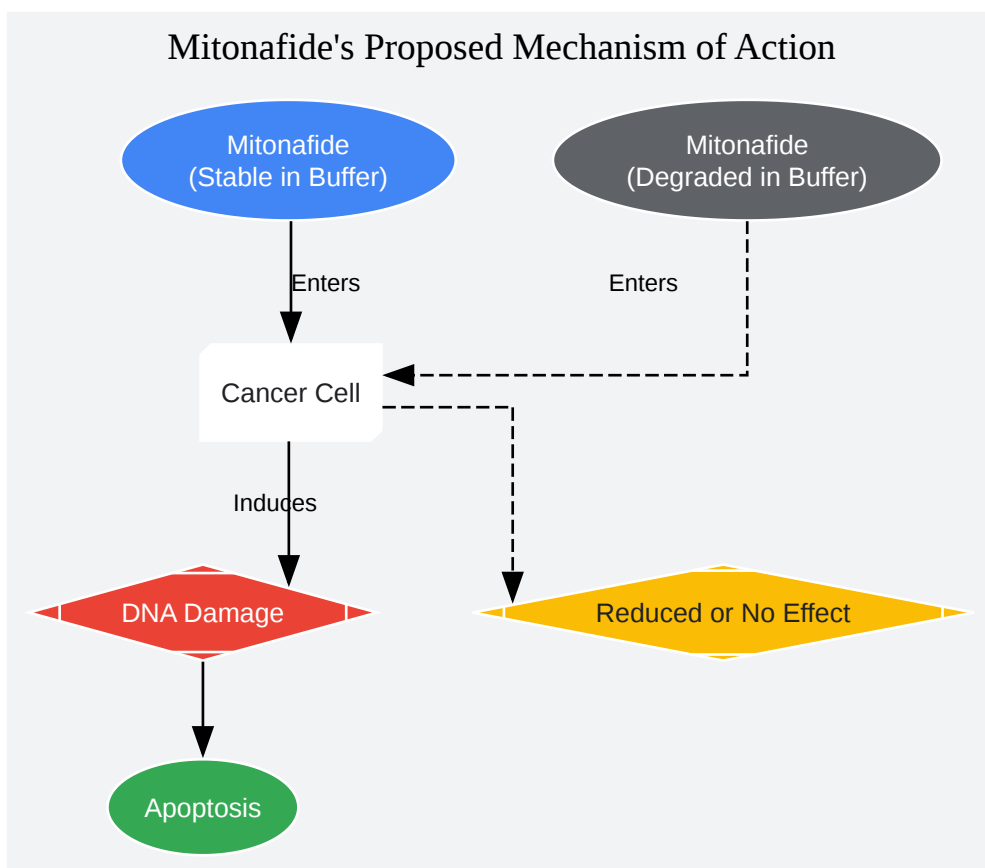 Mitonafide's Proposed Mechanism of Action
Mitonafide
(Stable in Buffer)
Mitonafide
(Degraded in Buffer)
Enters
Enters
Cancer Cell
Induces
DNA Damage
Reduced or No Effect
Apoptosis